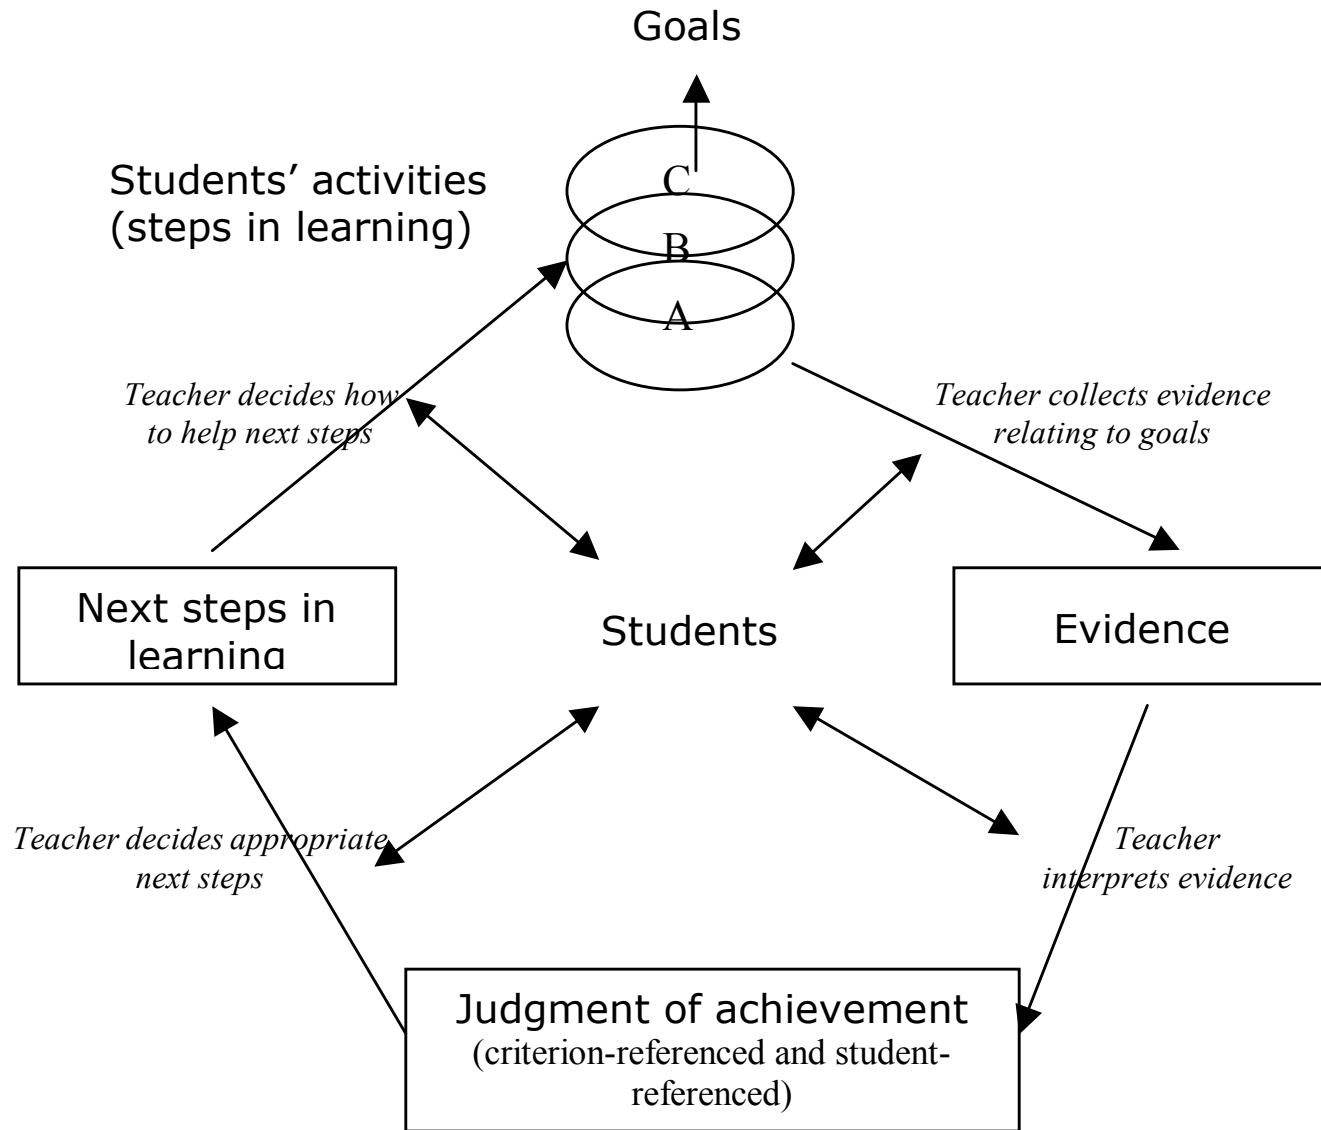 Goals
Students’ activities
(steps in learning)
C
B
A
Teacher decides how
to help next steps
Teacher collects evidence
relating to goals
Next steps in
learning
Students
Evidence
Teacher decides appropriate
next steps
Teacher
interprets evidence
Judgment of achievement
(criterion-referenced and student-
referenced)